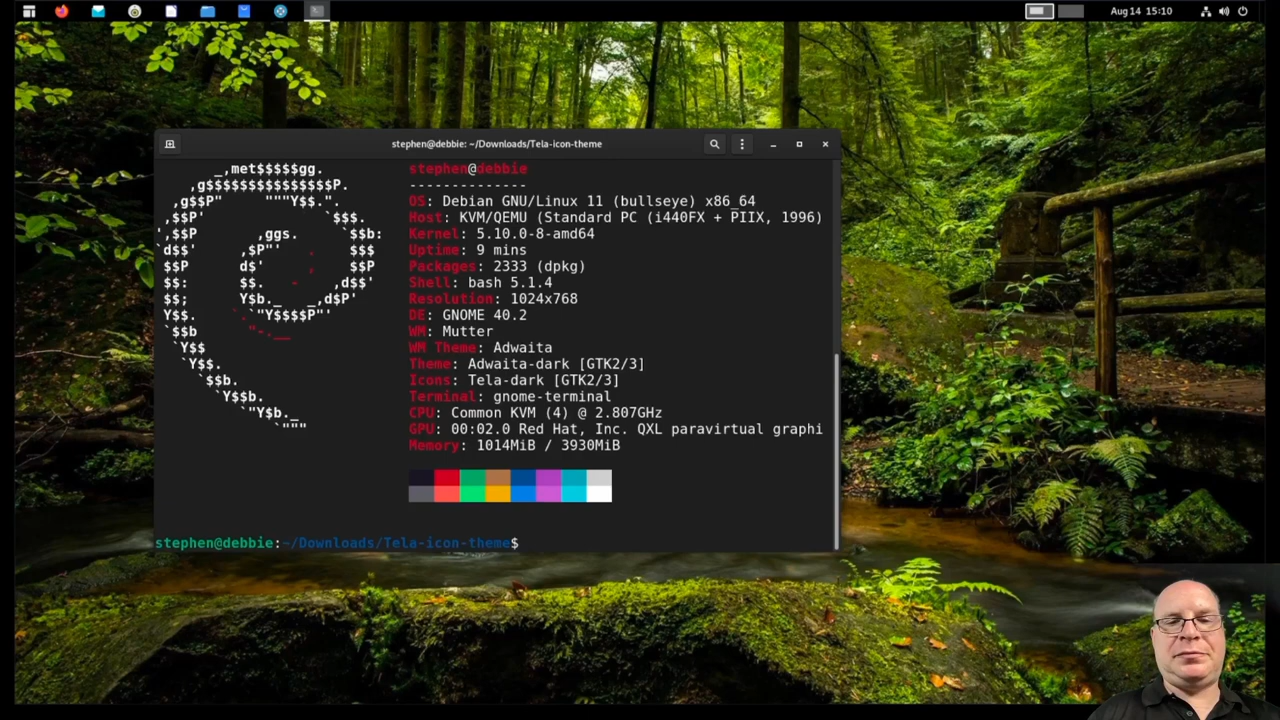 Aug 14 15:10
stephen@debbie: ~/Downloads/Tela-icon-theme
_,met$$$$$gg.
,g$$$$$$$$$$$$$$$P.
,g$$P" """Y$$.".
,$$P' `$$$.
',$$P ,ggs. `$$b:
`d$$' ,$P"' . $$$
$$P d$' , $$P
$$: $$. - ,d$$'
$$; Y$b._ _,d$P'
Y$$. `.`"Y$$$$P"'
`$$b "-.__
`Y$$
`Y$$.
`$$b.
`Y$$b.
`"Y$b._
`"""
stephen@debbie
--------------
OS: Debian GNU/Linux 11 (bullseye) x86_64
Host: KVM/QEMU (Standard PC (i440FX + PIIX, 1996)
Kernel: 5.10.0-8-amd64
Uptime: 9 mins
Packages: 2333 (dpkg)
Shell: bash 5.1.4
Resolution: 1024x768
DE: GNOME 40.2
WM: Mutter
WM Theme: Adwaita
Theme: Adwaita-dark [GTK2/3]
Icons: Tela-dark [GTK2/3]
Terminal: gnome-terminal
CPU: Common KVM (4) @ 2.807GHz
GPU: 00:02.0 Red Hat, Inc. QXL paravirtual graphi
Memory: 1014MiB / 3930MiB
stephen@debbie:~/Downloads/Tela-icon-theme$